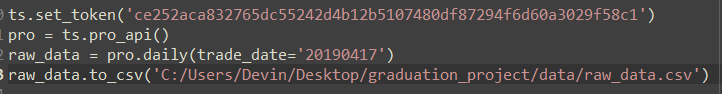 ts.set_token('ce252aca832765dc55242d4b12b5107480df87294f6d60a3029f58c1')
pro = ts.pro_api()
raw_data = pro.daily(trade_date='20190417')
raw_data.to_csv('C:/Users/Devin/Desktop/graduation_project/data/raw_data.csv')